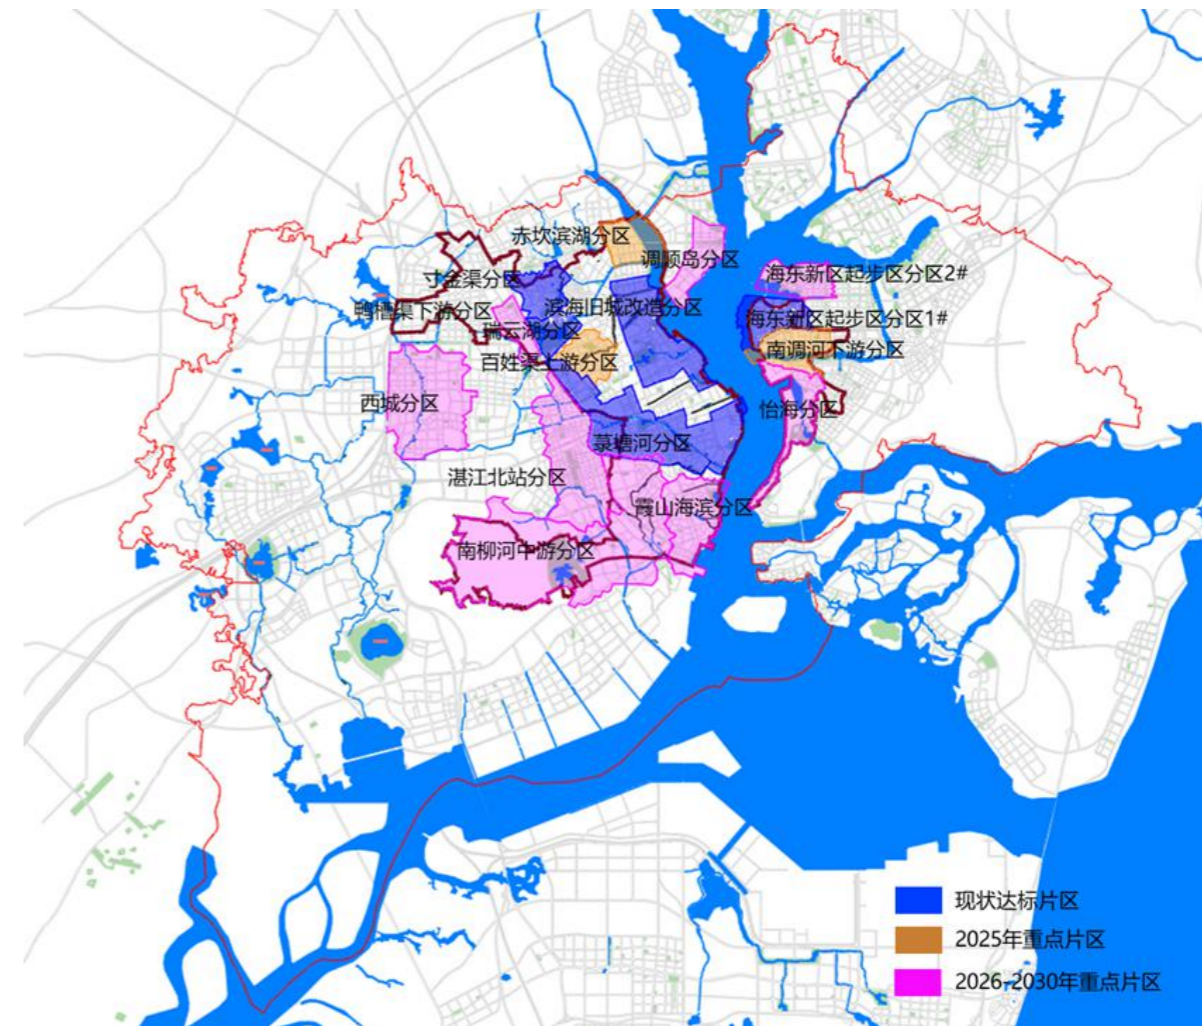 赤坎滨湖分区
调顺岛分区
海东新区起步区分区2#
寸金渠分区
鸭槽渠下游分区
滨海旧城改造分区
海东新区起步区分区1#
瑞云湖分区
南调河下游分区
百姓渠上游分区
西城分区
怡海分区
菉塘河分区
湛江北站分区
霞山海滨分区
南柳河中游分区
现状达标片区
2025年重点片区
2026-2030年重点片区